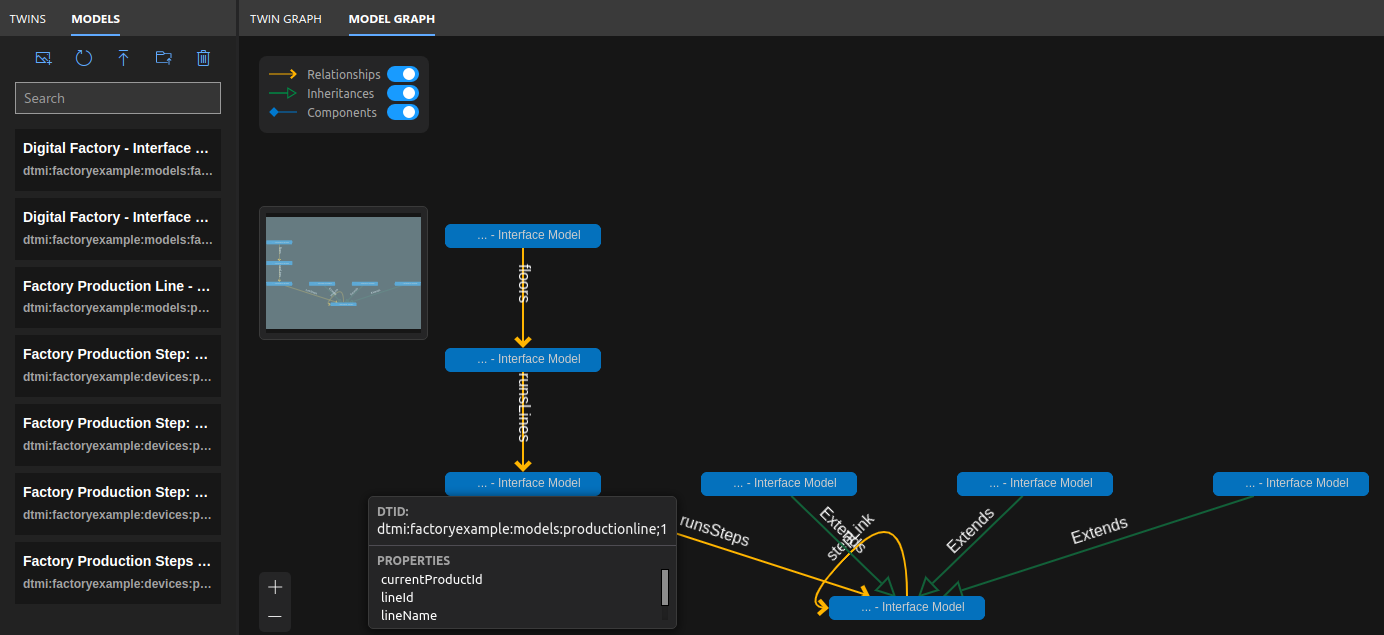 TWINS
MODELS
TWIN GRAPH
MODEL GRAPH
Search
Digital Factory - Interface ...
dtmi:factoryexample:models:fa...
Digital Factory - Interface ...
dtmi:factoryexample:models:fa...
Factory Production Line - ...
dtmi:factoryexample:models:p...
Factory Production Step: ...
dtmi:factoryexample:devices:p...
Factory Production Step: ...
dtmi:factoryexample:devices:p...
Factory Production Step: ...
dtmi:factoryexample:devices:p...
Factory Production Steps ...
dtmi:factoryexample:devices:p...
Relationships
Inheritances
Components
... - Interface Model
floors
... - Interface Model
runsLines
... - Interface Model
... - Interface Model
... - Interface Model
... - Interface Model
runsSteps
Extends
stepLink
Extends
Extends
... - Interface Model
DTID:
dtmi:factoryexample:models:productionline;1
PROPERTIES
currentProductId
lineId
lineName